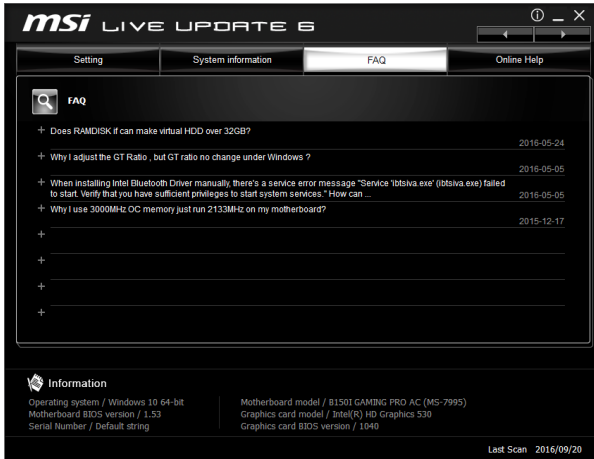 msi LIVE UPDATE 6
Setting
System information
FAQ
Online Help
FAQ
+ Does RAMDISK if can make virtual HDD over 32GB?
2016-05-24
+ Why I adjust the GT Ratio , but GT ratio no change under Windows ?
2016-05-05
+ When installing Intel Bluetooth Driver manually, there's a service error message "Service 'ibtsiva.exe' (ibtsiva.exe) failed
to start. Verify that you have sufficient privileges to start system services." How can ...
2016-05-05
+ Why I use 3000MHz OC memory just run 2133MHz on my motherboard?
2015-12-17
+
+
+
+
Information
Operating system / Windows 10 64-bit
Motherboard BIOS version / 1.53
Serial Number / Default string
Motherboard model / B150I GAMING PRO AC (MS-7995)
Graphics card model / Intel(R) HD Graphics 530
Graphics card BIOS version / 1040
Last Scan 2016/09/20